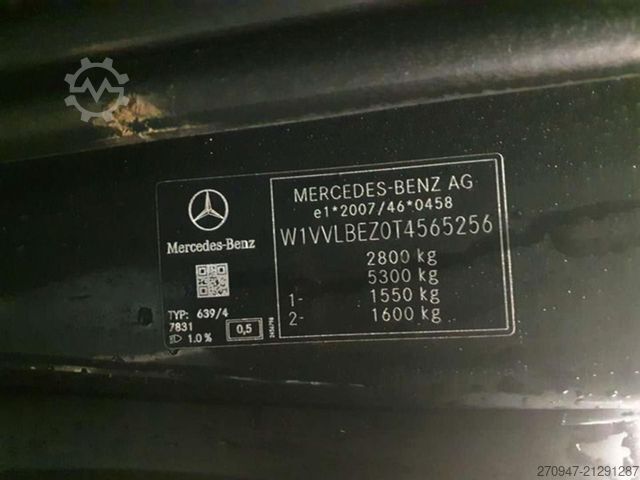 MERCEDES-BENZ AG
e1*2007/46*0458
W1VVLBEZ0T4565256
2800 kg
5300 kg
1- 1550 kg
2- 1600 kg
Mercedes-Benz
TYP: 639/4
7831
1.0 % 0,5
270947-21291287